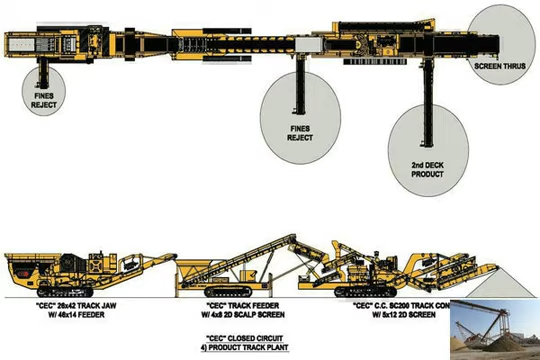 FINES
REJECT
FINES
REJECT
2nd DECK
PRODUCT
SCREEN THRUS
"CEC" 26x42 TRACK JAW
W/ 46x14 FEEDER
"CEC" TRACK FEEDER
W/ 4x8 2D SCALP SCREEN
"CEC" C.C. SC200 TRACK CON
W/ 5x12 2D SCREEN
"CEC" CLOSED CIRCUIT
4) PRODUCT TRACK PLANT